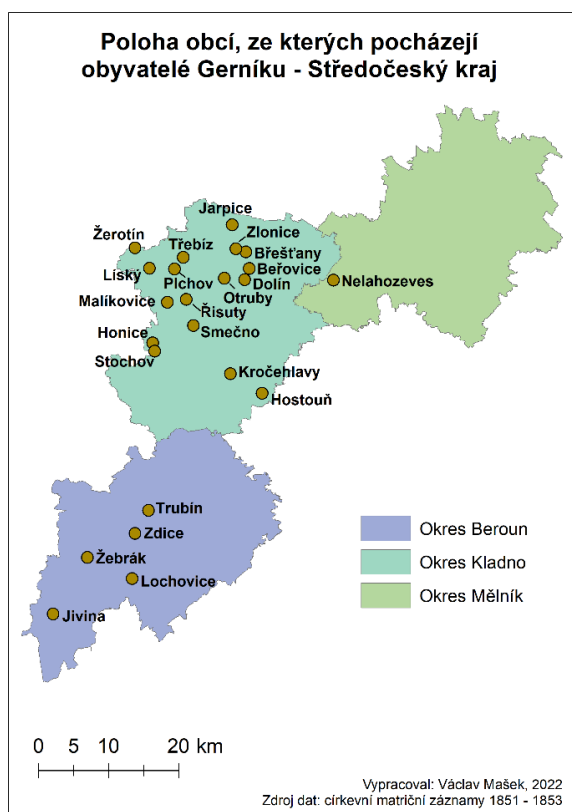 Poloha obcí, ze kterých pocházejí
obyvatelé Gerníku - Středočeský kraj
Jarpice
Žerotín
Zlonice
Třebíz
Břešťany
Lísky
Beřovice
Plchov
Dolín
Nelahozeves
Malíkovice
Otruby
Řisuty
Honice
Smečno
Stochov
Kročehlavy
Hostouň
Trubín
Zdice
Žebrák
Lochovice
Jivina
Okres Beroun
Okres Kladno
Okres Mělník
0 5 10 20 km
Vypracoval: Václav Mašek, 2022
Zdroj dat: církevní matriční záznamy 1851 - 1853